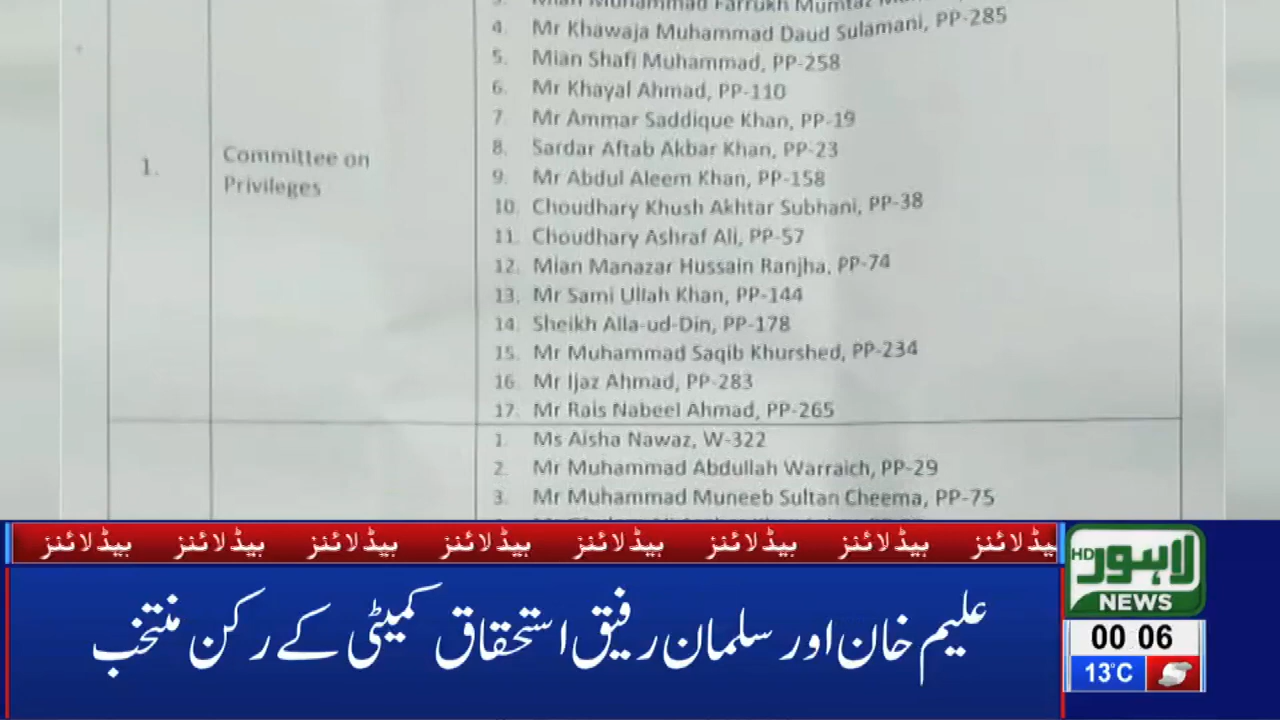 3. Mian Muhammad Farrukh Mumtaz
4. Mr Khawaja Muhammad Daud Sulamani, PP-285
5. Mian Shafi Muhammad, PP-258
6. Mr Khayal Ahmad, PP-110
7. Mr Ammar Saddique Khan, PP-19
8. Sardar Aftab Akbar Khan, PP-23
1. Committee on Privileges
9. Mr Abdul Aleem Khan, PP-158
10. Choudhary Khush Akhtar Subhani, PP-38
11. Choudhary Ashraf Ali, PP-57
12. Mian Manazar Hussain Ranjha, PP-74
13. Mr Sami Ullah Khan, PP-144
14. Sheikh Alla-ud-Din, PP-178
15. Mr Muhammad Saqib Khurshed, PP-234
16. Mr Ijaz Ahmad, PP-283
17. Mr Rais Nabeel Ahmad, PP-265
1. Ms Aisha Nawaz, W-322
2. Mr Muhammad Abdullah Warraich, PP-29
3. Mr Muhammad Muneeb Sultan Cheema, PP-75
ہیڈلائنز ہیڈلائنز ہیڈلائنز ہیڈلائنز ہیڈلائنز ہیڈلائنز ہیڈلائنز ہیڈلائنز
علیم خان اور سلمان رفیق استحقاق کمیٹی کے رکن منتخب
لاہور HD
NEWS
00 06
13°C